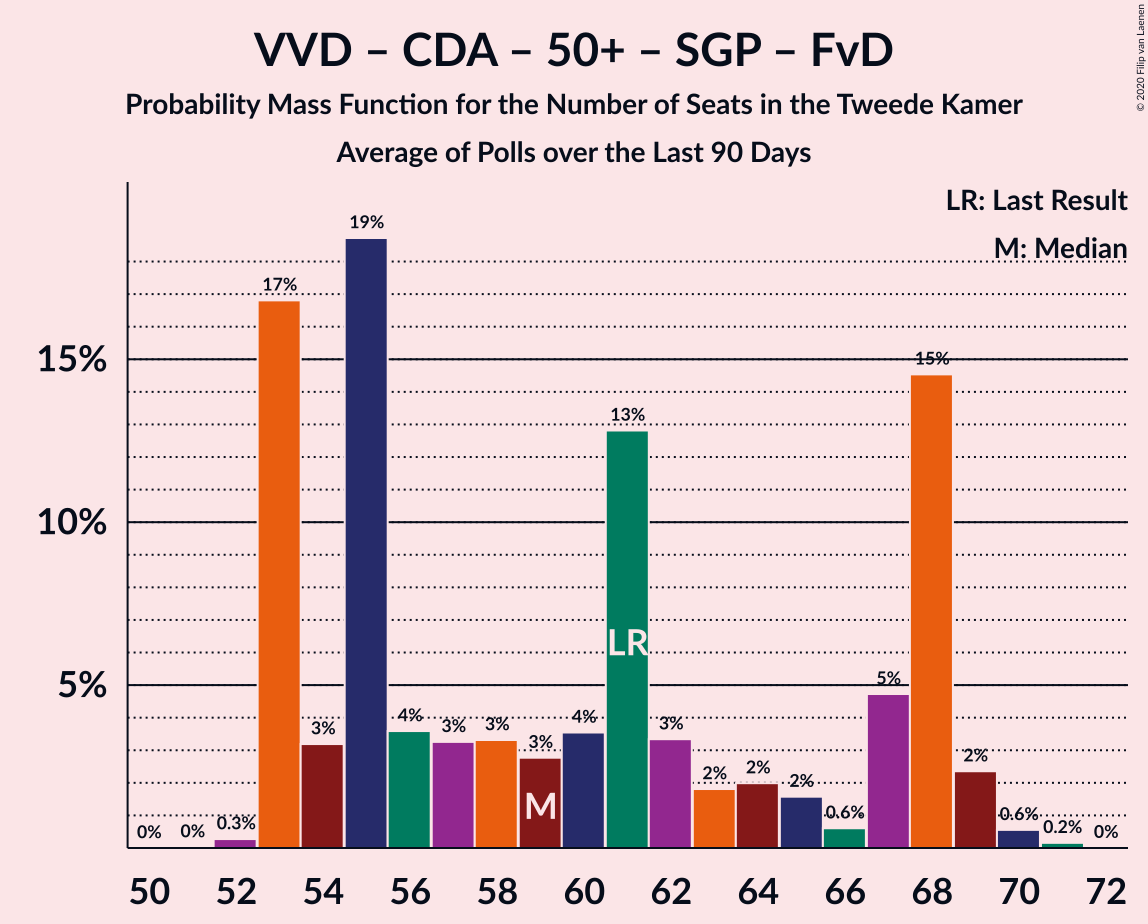 VVD – CDA – 50+ – SGP – FvD
Probability Mass Function for the Number of Seats in the Tweede Kamer
Average of Polls over the Last 90 Days
© 2020 Filip van Laenen
LR: Last Result
M: Median
15%
10%
5%
0%
0%
0.3%
17%
3%
19%
4%
3%
3%
3%
4%
13%
3%
2%
2%
2%
0.6%
5%
15%
2%
0.6%
0.2%
0%
LR
M
50 52 54 56 58 60 62 64 66 68 70 72